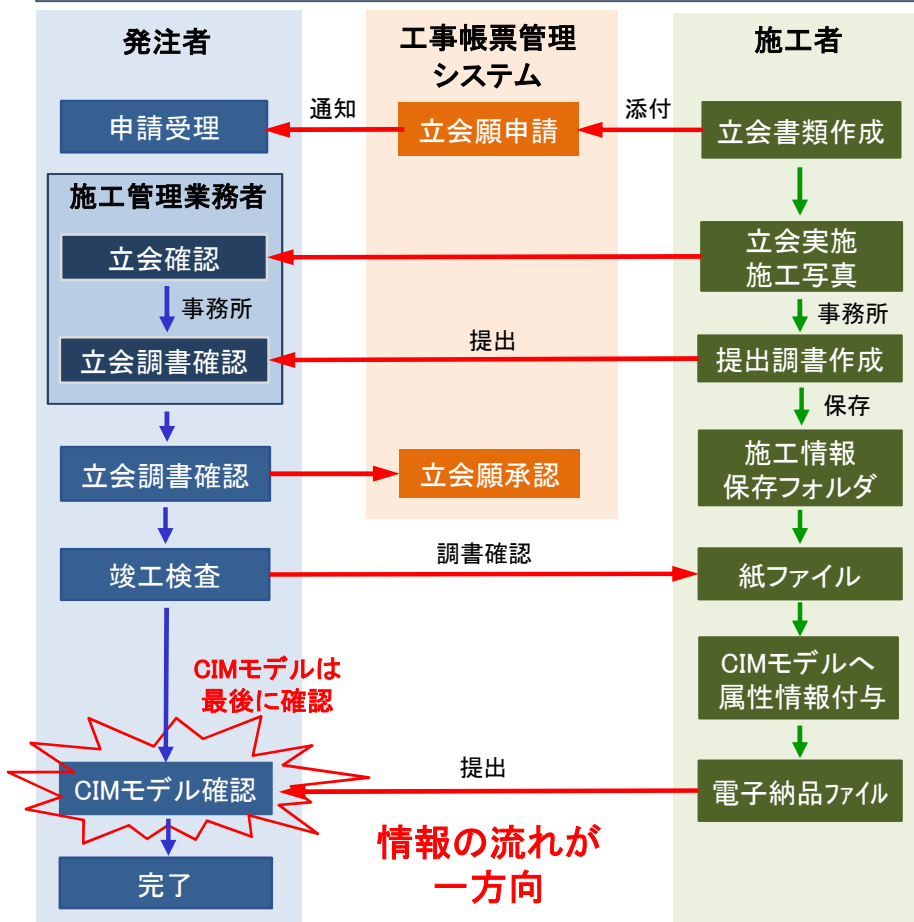 発注者
工事帳票管理
システム
施工者
申請受理
通知
立会願申請
添付
立会書類作成
施工管理業務者
立会確認
立会実施
施工写真
事務所
事務所
立会調書確認
提出
提出調書作成
保存
立会調書確認
立会願承認
施工情報
保存フォルダ
竣工検査
調書確認
紙ファイル
CIMモデルは
最後に確認
CIMモデルへ
属性情報付与
CIMモデル確認
提出
電子納品ファイル
情報の流れが
一方向
完了